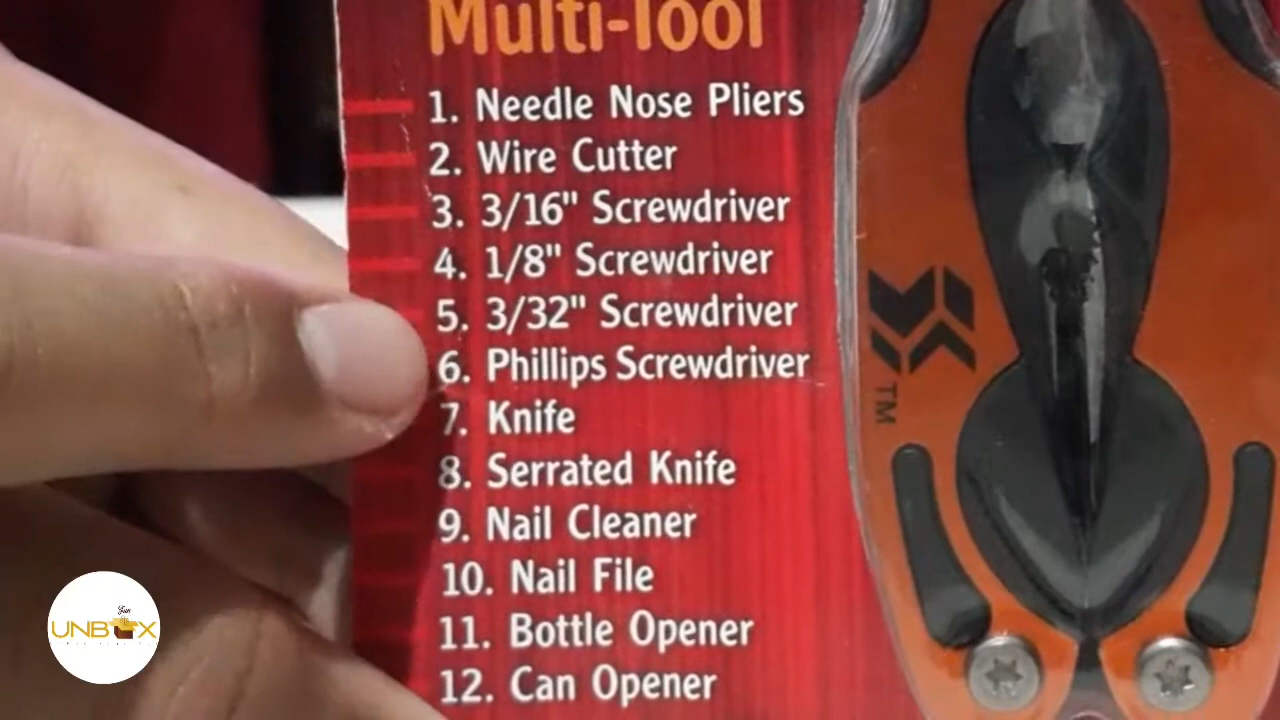 Multi-Tool
1. Needle Nose Pliers
2. Wire Cutter
3. 3/16" Screwdriver
4. 1/8" Screwdriver
5. 3/32" Screwdriver
6. Phillips Screwdriver
7. Knife
8. Serrated Knife
9. Nail Cleaner
10. Nail File
11. Bottle Opener
12. Can Opener
TM
Fun
UNBOX